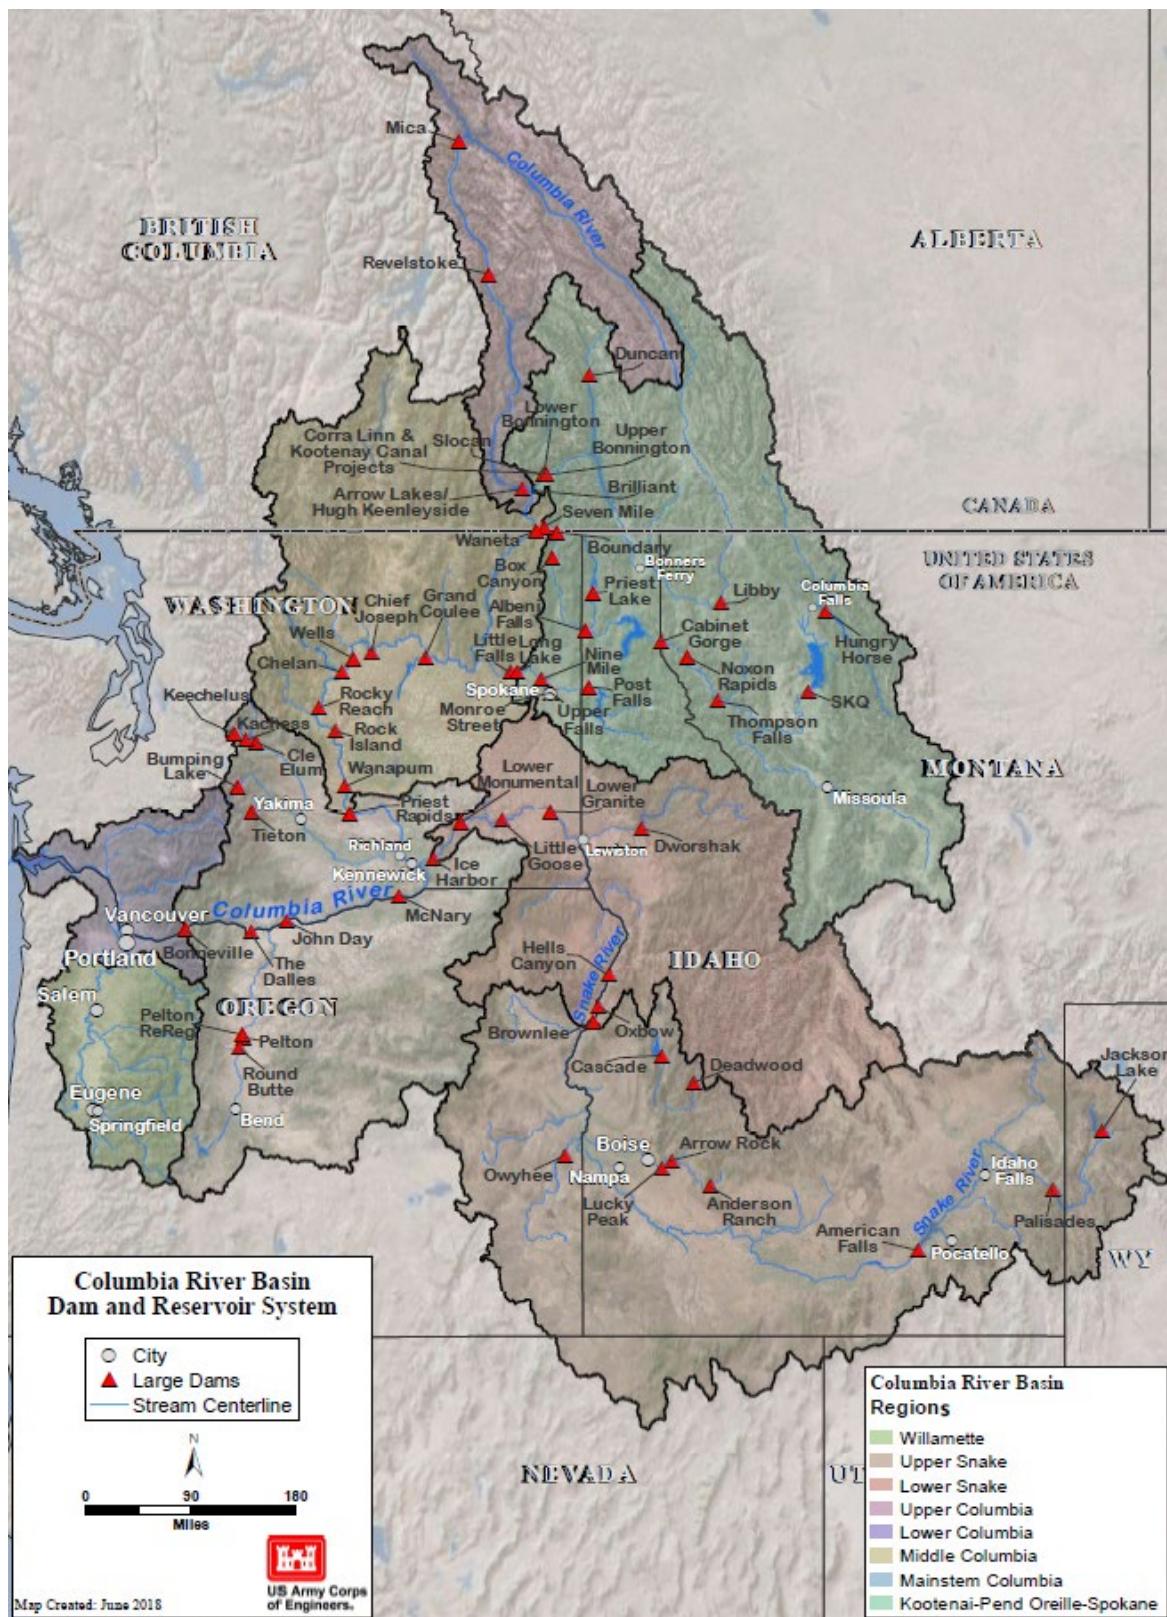 Mica
Columbia River
BRITISH
COLUMBIA
ALBERTA
Revelstoke
Duncan
Lower
Bonnington
Upper
Bonnington
Corra Linn &
Kootenay Canal
Projects
Slocan
Brilliant
Arrow Lakes/
Hugh Keenleyside
Seven Mile
CANADA
Waneta
Boundary
UNITED STATES
OF AMERICA
Box
Canyon
Bonners
Ferry
Priest
Lake
Libby
Columbia
Falls
WASHINGTON
Chief
Joseph
Grand
Coulee
Albeni
Falls
Cabinet
Gorge
Hungry
Horse
Wells
Little
Falls
Long
Lake
Nine
Mile
Chelan
Noxon
Rapids
Keechelus
Rocky
Reach
Spokane
Monroe
Street
Upper
Falls
Post
Falls
SKQ
Thompson
Falls
Kachess
Rock
Island
Cle
Elum
Bumping
Lake
Wanapum
Lower
Monumental
Lower
Granite
MONTANA
Missoula
Yakima
Priest
Rapids
Tieton
Richland
Kennewick
Ice
Harbor
Little
Goose
Lewiston
Dworshak
Columbia River
McNary
Vancouver
Portland
Bonneville
John Day
The
Dalles
Hells
Canyon
Snake River
IDAHO
Salem
OREGON
Pelton
ReReg
Pelton
Brownlee
Oxbow
Round
Butte
Cascade
Deadwood
Jackson
Lake
Eugene
Springfield
Bend
Boise
Arrow Rock
Owyhee
Nampa
Lucky
Peak
Anderson
Ranch
Snake River
Idaho
Falls
Palisades
American
Falls
Pocatello
WY
NEVADA
UT
Columbia River Basin
Dam and Reservoir System
City
Large Dams
Stream Centerline
N
0 90 180
Miles
US Army Corps
of Engineers.
Map Created: June 2018
Columbia River Basin
Regions
Willamette
Upper Snake
Lower Snake
Upper Columbia
Lower Columbia
Middle Columbia
Mainstem Columbia
Kootenai-Pend Oreille-Spokane